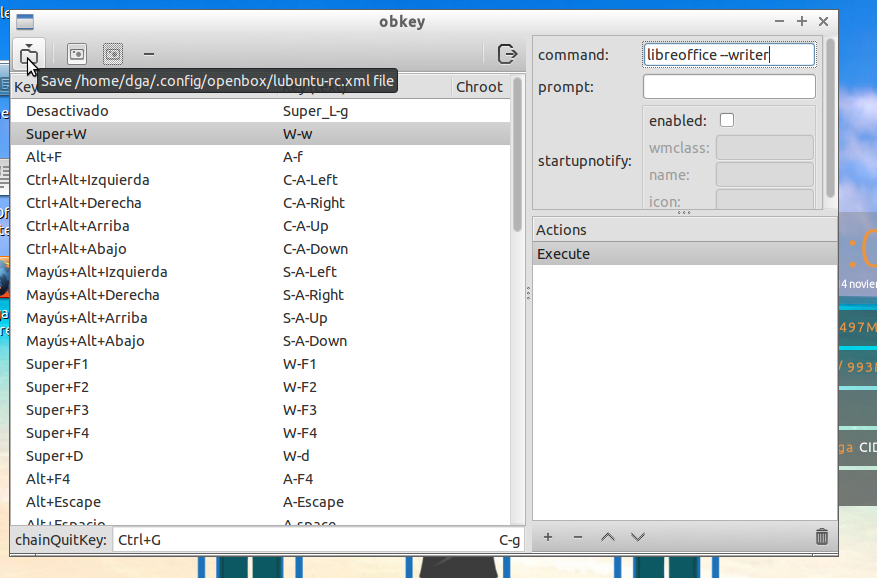 obkey
Save /home/dga/.config/openbox/lubuntu-rc.xml file
Key
Chroot
Desactivado Super_L-g
Super+W W-w
Alt+F A-f
Ctrl+Alt+Izquierda C-A-Left
Ctrl+Alt+Derecha C-A-Right
Ctrl+Alt+Arriba C-A-Up
Ctrl+Alt+Abajo C-A-Down
Mayús+Alt+Izquierda S-A-Left
Mayús+Alt+Derecha S-A-Right
Mayús+Alt+Arriba S-A-Up
Mayús+Alt+Abajo S-A-Down
Super+F1 W-F1
Super+F2 W-F2
Super+F3 W-F3
Super+F4 W-F4
Super+D W-d
Alt+F4 A-F4
Alt+Escape A-Escape
Alt+Espacio A-space
chainQuitKey: Ctrl+G C-g
command: libreoffice --writer
prompt:
startupnotify:
enabled:
wmclass:
name:
icon:
Actions
Execute
4 novie
497M
/ 993
ga CID